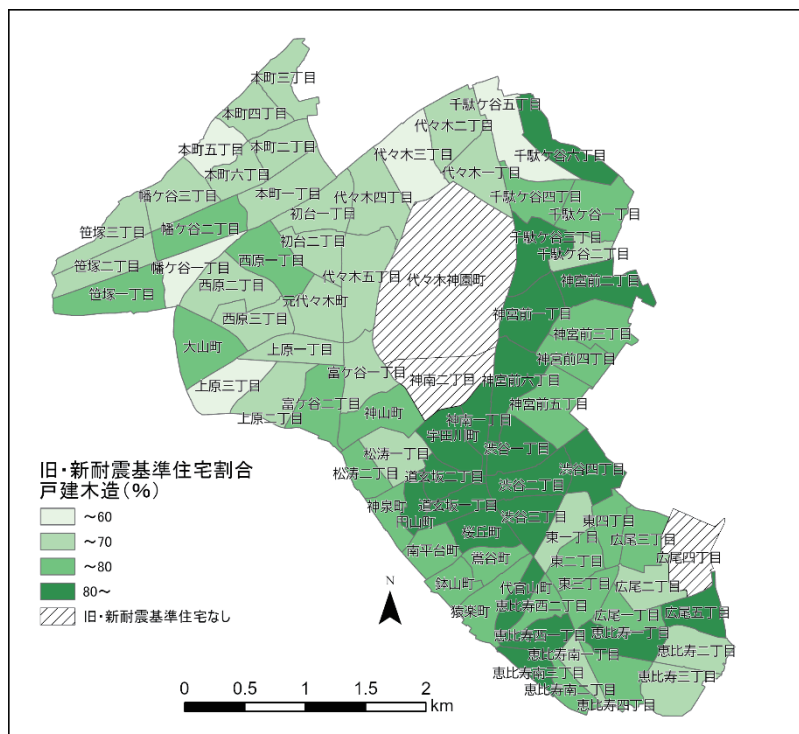 本町三丁目
本町四丁目
本町五丁目
本町二丁目
本町六丁目
幡ケ谷三丁目
本町一丁目
笹塚三丁目
幡ケ谷二丁目
初台一丁目
代々木四丁目
笹塚二丁目
幡ケ谷一丁目
西原一丁目
初台二丁目
笹塚一丁目
西原二丁目
元代々木町
代々木五丁目
西原三丁目
大山町
上原一丁目
上原三丁目
上原二丁目
富ケ谷一丁目
富ケ谷二丁目
千駄ケ谷五丁目
代々木二丁目
代々木三丁目
千駄ケ谷六丁目
代々木一丁目
千駄ケ谷四丁目
千駄ケ谷一丁目
千駄ケ谷三丁目
千駄ケ谷二丁目
代々木神園町
神宮前二丁目
神宮前一丁目
神宮前三丁目
神宮前四丁目
神南二丁目
神宮前六丁目
神宮前五丁目
神山町
神南一丁目
宇田川町
渋谷一丁目
松涛一丁目
松涛二丁目
道玄坂二丁目
渋谷四丁目
渋谷二丁目
神泉町
道玄坂一丁目
円山町
渋谷三丁目
桜丘町
東一丁目
東四丁目
広尾三丁目
広尾四丁目
南平台町
鴬谷町
東二丁目
鉢山町
代官山町
東三丁目
広尾二丁目
猿楽町
恵比寿西二丁目
広尾一丁目
広尾五丁目
恵比寿西一丁目
恵比寿一丁目
恵比寿南一丁目
恵比寿二丁目
恵比寿南三丁目
恵比寿三丁目
恵比寿南二丁目
恵比寿四丁目
旧・新耐震基準住宅割合
戸建木造(%)
～60
～70
～80
80～
旧・新耐震基準住宅なし
N
0 0.5 1 1.5 2
km